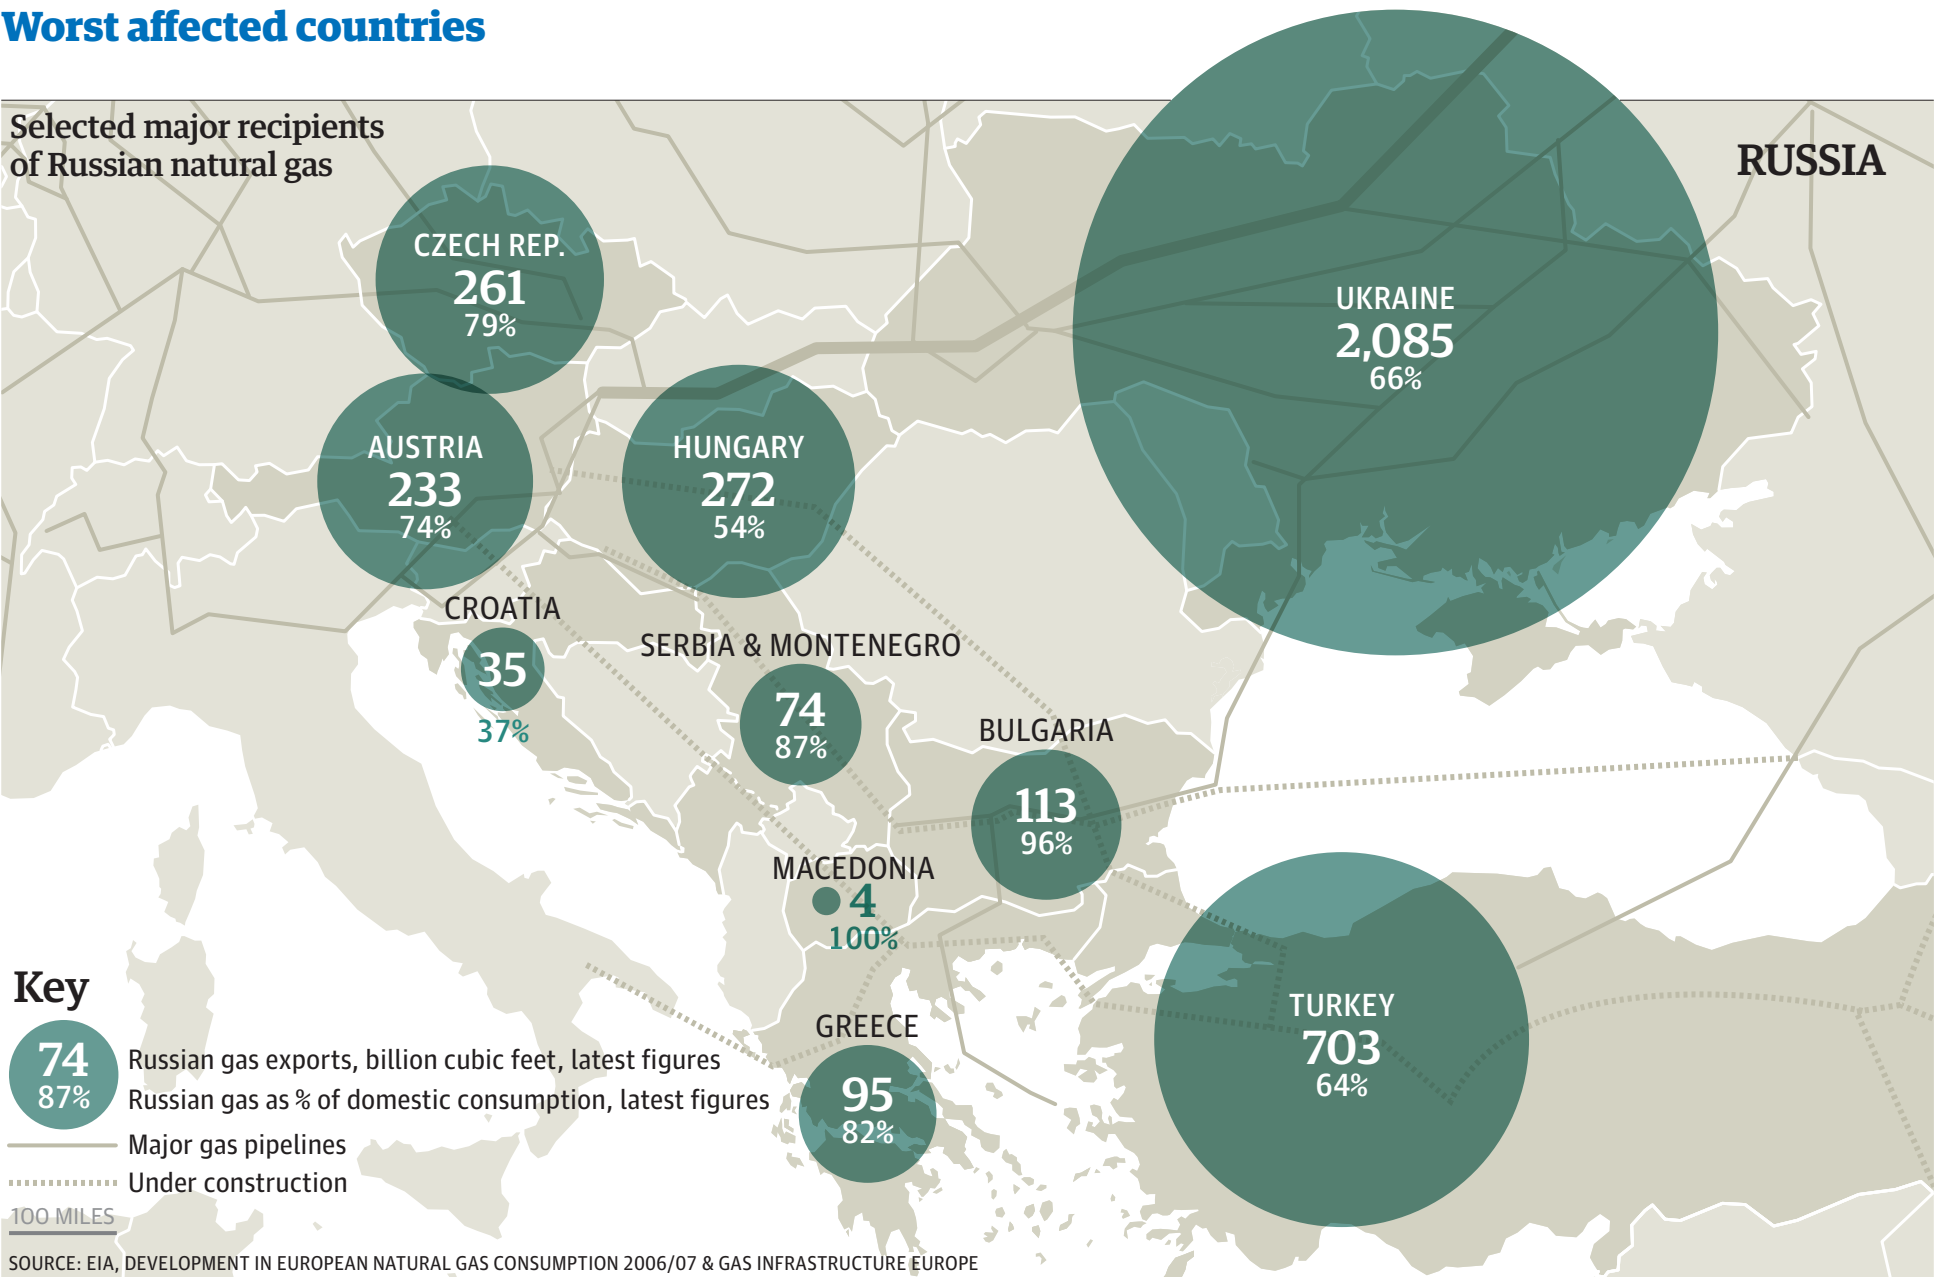 Worst affected countries
Selected major recipients
of Russian natural gas
RUSSIA
CZECH REP.
261
79%
UKRAINE
2,085
66%
AUSTRIA
233
74%
HUNGARY
272
54%
CROATIA
35
37%
SERBIA & MONTENEGRO
74
87%
BULGARIA
113
96%
MACEDONIA
4
100%
GREECE
95
82%
TURKEY
703
64%
Key
74
87%
Russian gas exports, billion cubic feet, latest figures
Russian gas as % of domestic consumption, latest figures
Major gas pipelines
Under construction
100 MILES
SOURCE: EIA, DEVELOPMENT IN EUROPEAN NATURAL GAS CONSUMPTION 2006/07 & GAS INFRASTRUCTURE EUROPE